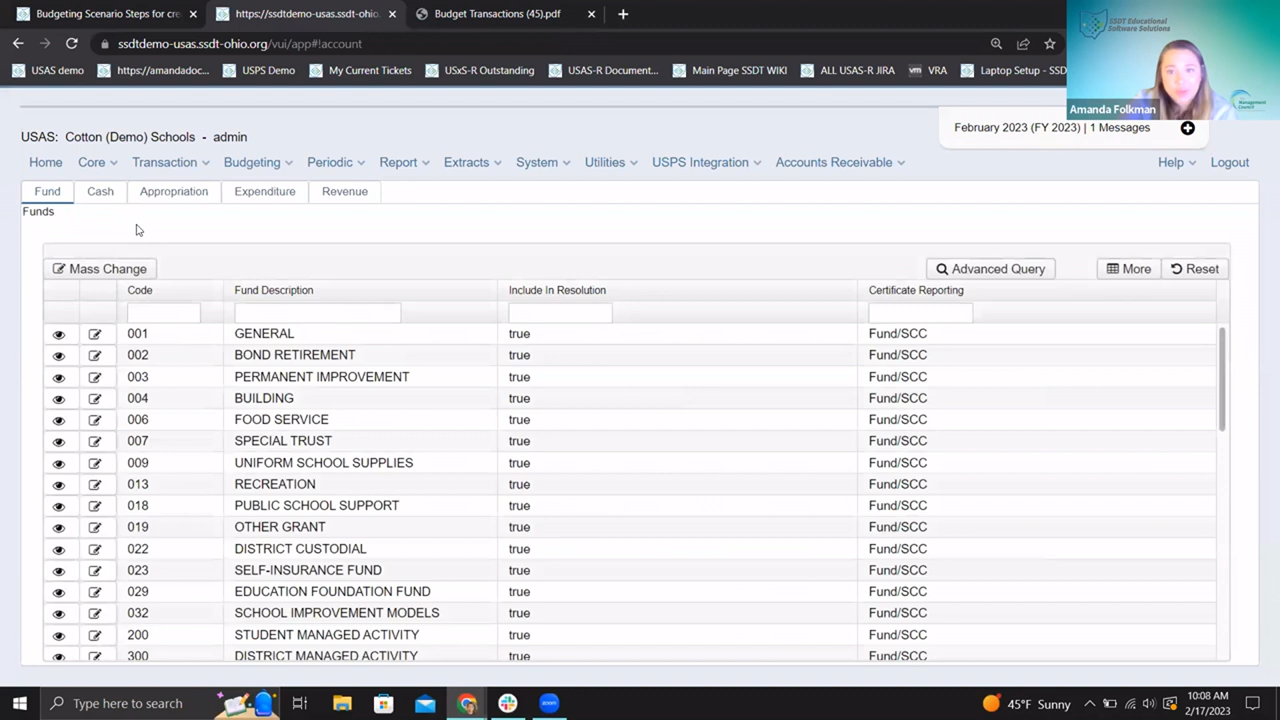 Budgeting Scenario Steps for cre
https://ssdtdemo-usas.ssdt-ohio.
Budget Transactions (45).pdf
ssdtdemo-usas.ssdt-ohio.org/vui/app#!account
USAS demo
https://amandadoc...
USPS Demo
My Current Tickets
USxS-R Outstanding
USAS-R Document...
Main Page SSDT WIKI
ALL USAS-R JIRA
vm VRA
Laptop Setup - SSD
SSDT Educational
Software Solutions
Management
Council
Amanda Folkman
USAS: Cotton (Demo) Schools - admin
February 2023 (FY 2023) | 1 Messages
Home Core Transaction Budgeting Periodic Report Extracts System Utilities USPS Integration Accounts Receivable Help Logout
Fund Cash Appropriation Expenditure Revenue
Funds
Mass Change Advanced Query More Reset
Code Fund Description Include In Resolution Certificate Reporting
001 GENERAL true Fund/SCC
002 BOND RETIREMENT true Fund/SCC
003 PERMANENT IMPROVEMENT true Fund/SCC
004 BUILDING true Fund/SCC
006 FOOD SERVICE true Fund/SCC
007 SPECIAL TRUST true Fund/SCC
009 UNIFORM SCHOOL SUPPLIES true Fund/SCC
013 RECREATION true Fund/SCC
018 PUBLIC SCHOOL SUPPORT true Fund/SCC
019 OTHER GRANT true Fund/SCC
022 DISTRICT CUSTODIAL true Fund/SCC
023 SELF-INSURANCE FUND true Fund/SCC
029 EDUCATION FOUNDATION FUND true Fund/SCC
032 SCHOOL IMPROVEMENT MODELS true Fund/SCC
200 STUDENT MANAGED ACTIVITY true Fund/SCC
300 DISTRICT MANAGED ACTIVITY true Fund/SCC
Type here to search
zoom
45°F Sunny
10:08 AM
2/17/2023